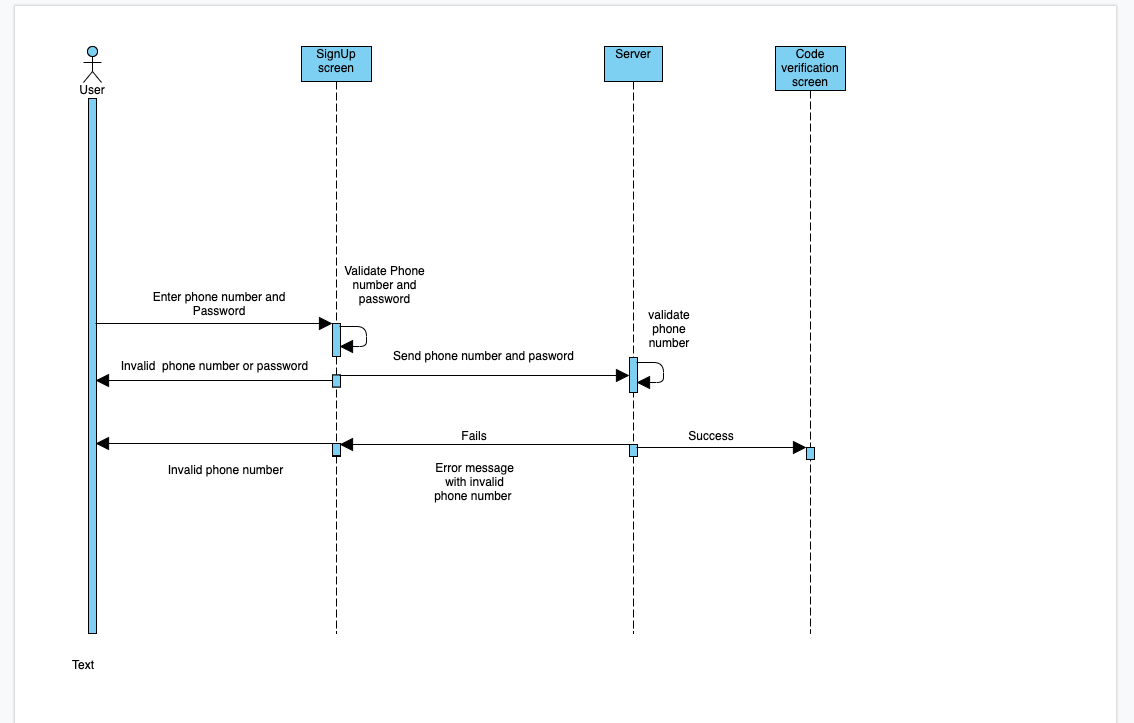 User
SignUp
screen
Server
Code
verification
screen
Validate Phone
number and
password
Enter phone number and
Password
validate
phone
number
Invalid  phone number or password
Send phone number and pasword
Fails
Success
Invalid phone number
Error message
with invalid
phone number
Text